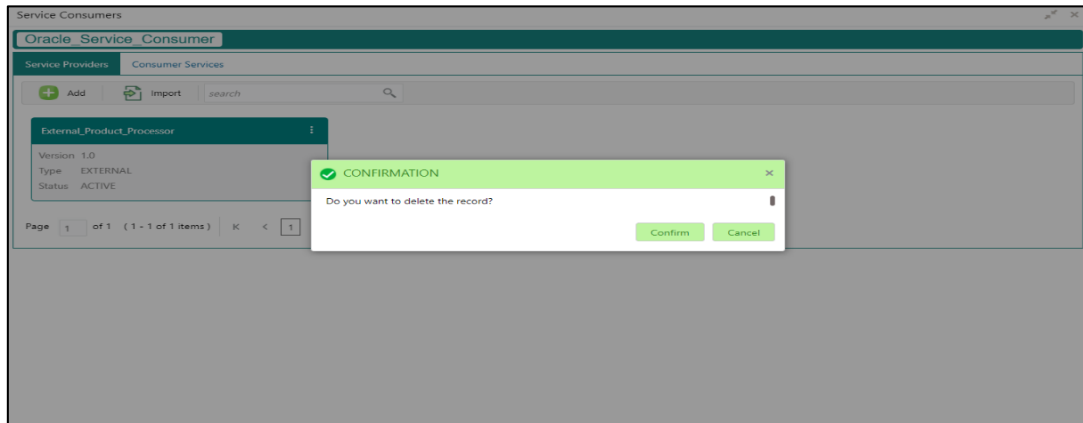 Service Consumers
Oracle_Service_Consumer
Service Providers Consumer Services
Add Import search
External_Product_Processor
Version 1.0
Type EXTERNAL
Status ACTIVE
CONFIRMATION
Do you want to delete the record?
Confirm Cancel
Page 1 of 1 (1 - 1 of 1 items) K < 1